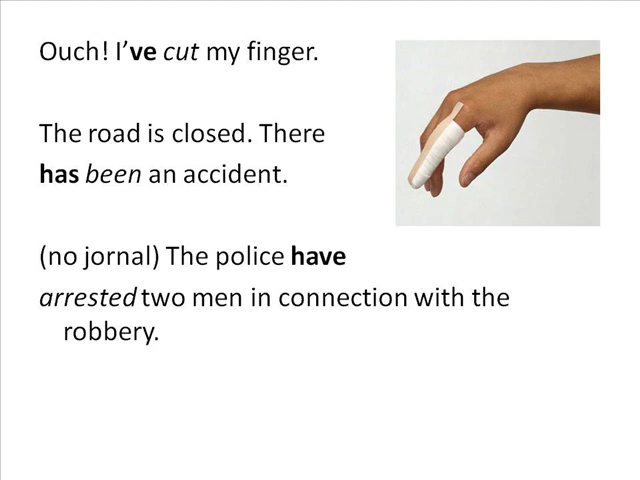 Ouch! I’ve cut my finger.
The road is closed. There
has been an accident.
(no jornal) The police have
arrested two men in connection with the
robbery.